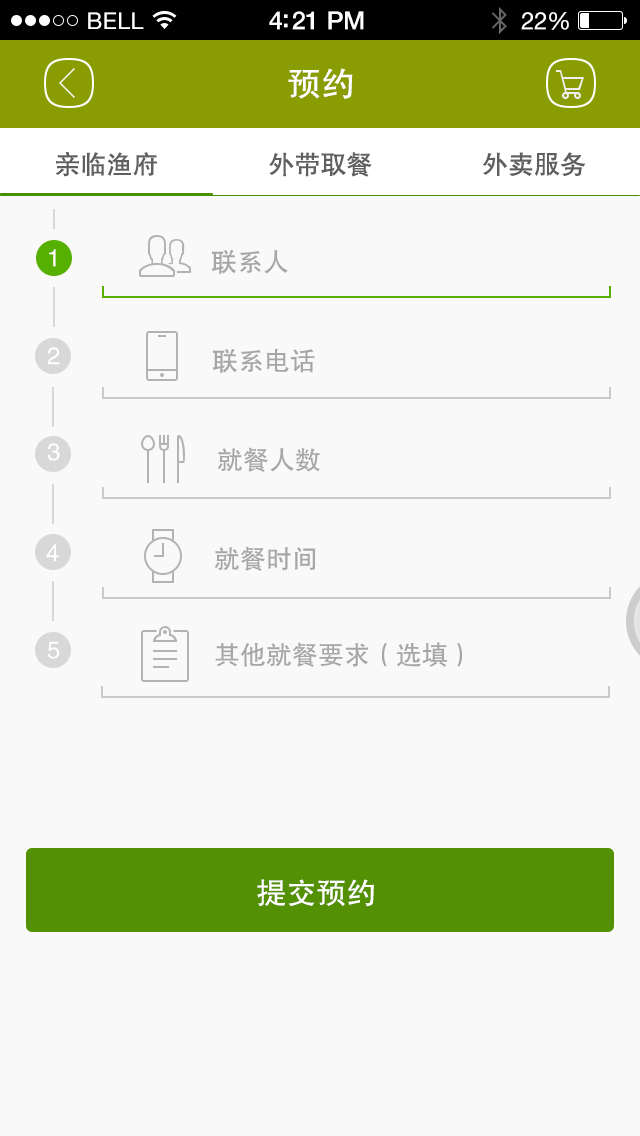 BELL 4:21 PM 22%
预约
亲临渔府 外带取餐 外卖服务
1 联系人
2 联系电话
3 就餐人数
4 就餐时间
5 其他就餐要求（选填）
提交预约